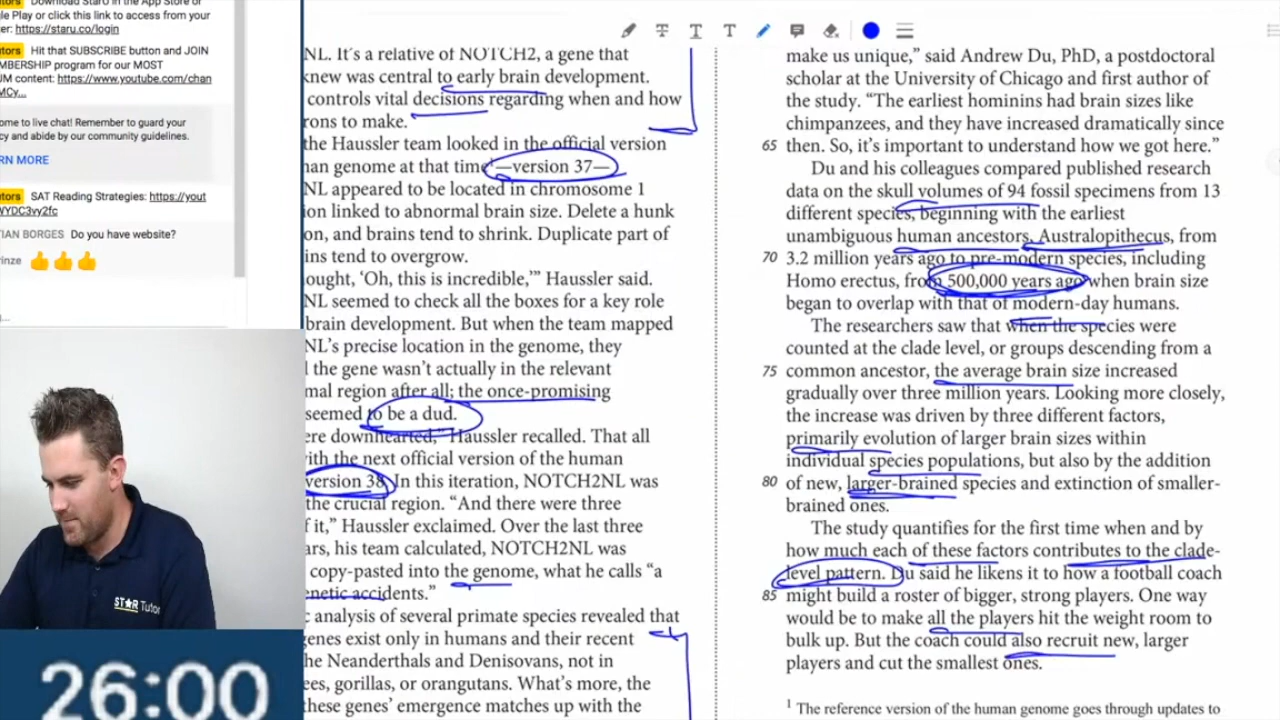 Download StarU in the App Store or
le Play or click this link to access from your
er: https://staru.co/login
utors Hit that SUBSCRIBE button and JOIN
MBERSHIP program for our MOST
UM content: https://www.youtube.com/chan
MCy...
ome to live chat! Remember to guard your
cy and abide by our community guidelines.
RN MORE
utors SAT Reading Strategies: https://yout
WYDC3vy2fc
TIAN BORGES Do you have website?
rinze 👍👍👍
STAR Tutor
26:00
NL. It's a relative of NOTCH2, a gene that
knew was central to early brain development.
controls vital decisions regarding when and how
rons to make.
the Haussler team looked in the official version
nan genome at that time¹—version 37—
NL appeared to be located in chromosome 1
ion linked to abnormal brain size. Delete a hunk
on, and brains tend to shrink. Duplicate part of
ins tend to overgrow.
ought, ‘Oh, this is incredible,’” Haussler said.
NL seemed to check all the boxes for a key role
brain development. But when the team mapped
NL's precise location in the genome, they
l the gene wasn't actually in the relevant
mal region after all; the once-promising
seemed to be a dud.
ere downhearted,” Haussler recalled. That all
ith the next official version of the human
version 38. In this iteration, NOTCH2NL was
the crucial region. “And there were three
f it,” Haussler exclaimed. Over the last three
ars, his team calculated, NOTCH2NL was
copy-pasted into the genome, what he calls “a
enetic accidents.”
c analysis of several primate species revealed that
genes exist only in humans and their recent
he Neanderthals and Denisovans, not in
ees, gorillas, or orangutans. What's more, the
these genes' emergence matches up with the
make us unique,” said Andrew Du, PhD, a postdoctoral
scholar at the University of Chicago and first author of
the study. “The earliest hominins had brain sizes like
chimpanzees, and they have increased dramatically since
65 then. So, it's important to understand how we got here.”
Du and his colleagues compared published research
data on the skull volumes of 94 fossil specimens from 13
different species, beginning with the earliest
unambiguous human ancestors, Australopithecus, from
70 3.2 million years ago to pre-modern species, including
Homo erectus, from 500,000 years ago when brain size
began to overlap with that of modern-day humans.
The researchers saw that when the species were
counted at the clade level, or groups descending from a
75 common ancestor, the average brain size increased
gradually over three million years. Looking more closely,
the increase was driven by three different factors,
primarily evolution of larger brain sizes within
individual species populations, but also by the addition
80 of new, larger-brained species and extinction of smaller-
brained ones.
The study quantifies for the first time when and by
how much each of these factors contributes to the clade-
level pattern. Du said he likens it to how a football coach
85 might build a roster of bigger, strong players. One way
would be to make all the players hit the weight room to
bulk up. But the coach could also recruit new, larger
players and cut the smallest ones.
¹ The reference version of the human genome goes through updates to